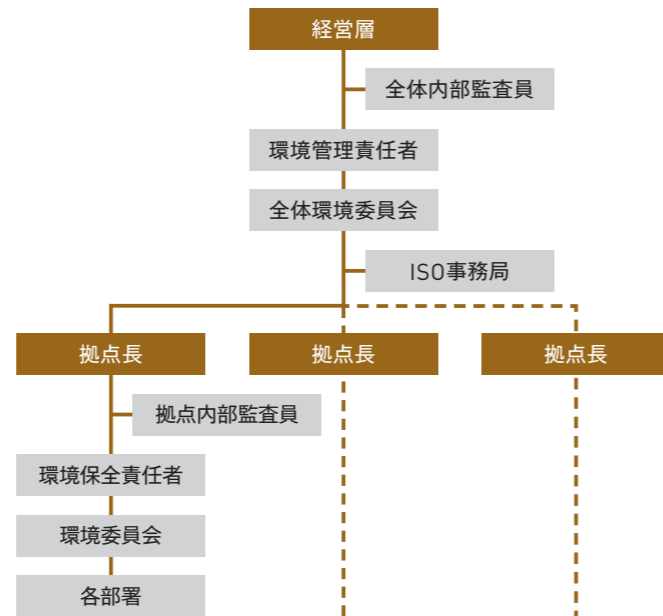 経営層
全体内部監査員
環境管理責任者
全体環境委員会
ISO事務局
拠点長
拠点長
拠点長
拠点内部監査員
環境保全責任者
環境委員会
各部署